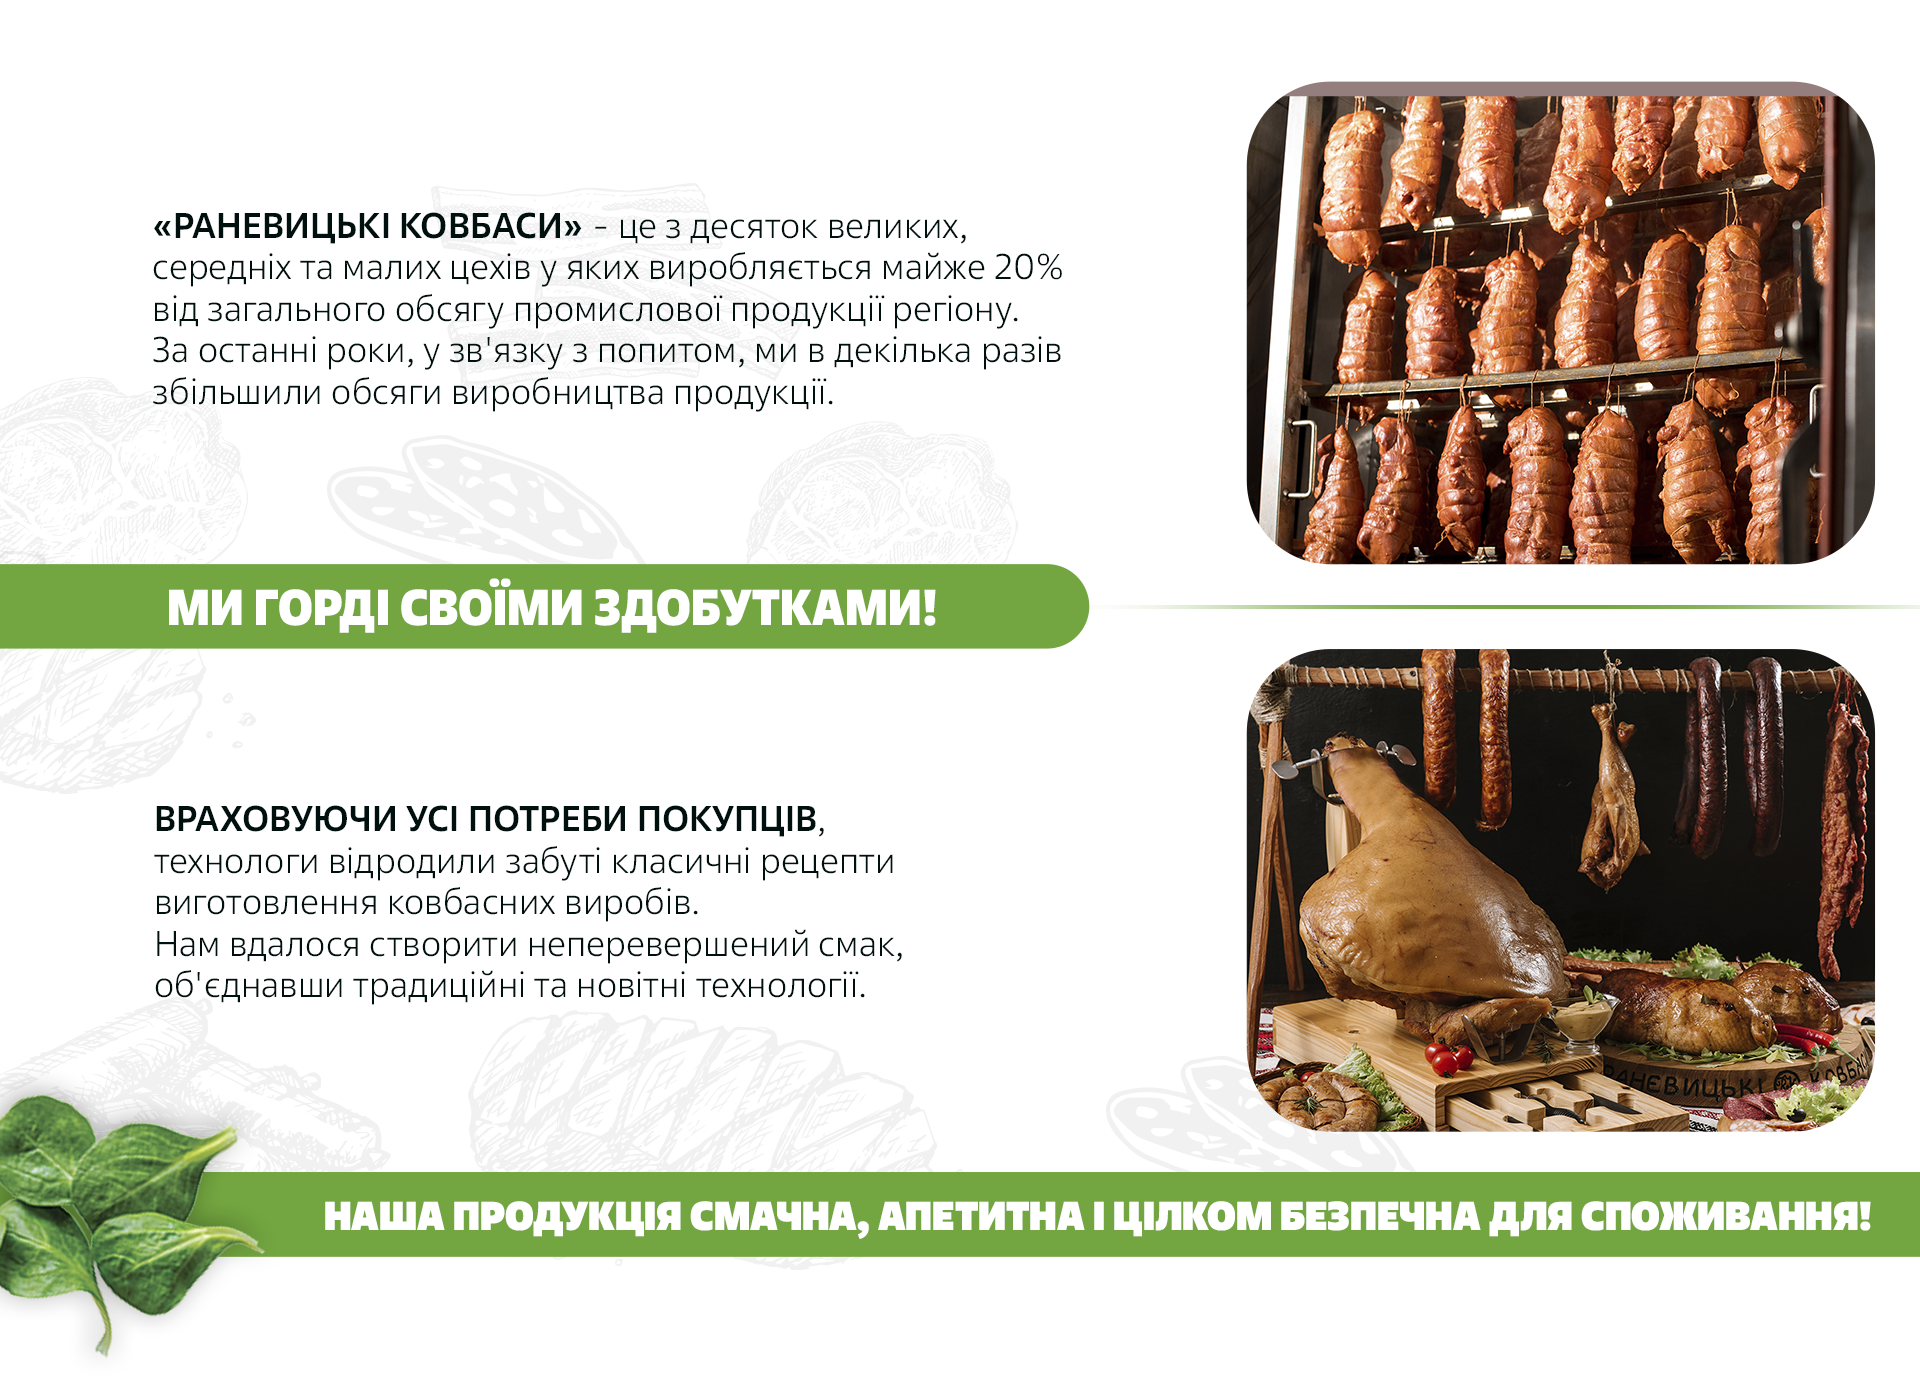 «РАНЕВИЦЬКІ КОВБАСИ» - це з десяток великих,
середніх та малих цехів у яких виробляється майже 20%
від загального обсягу промислової продукції регіону.
За останні роки, у зв'язку з попитом, ми в декілька разів
збільшили обсяги виробництва продукції.
МИ ГОРДІ СВОЇМИ ЗДОБУТКАМИ!
ВРАХОВУЮЧИ УСІ ПОТРЕБИ ПОКУПЦІВ,
технологи відродили забуті класичні рецепти
виготовлення ковбасних виробів.
Нам вдалося створити неперевершений смак,
об'єднавши традиційні та новітні технології.
РАНЄВИЦЬКІ
НАША ПРОДУКЦІЯ СМАЧНА, АПЕТИТНА І ЦІЛКОМ БЕЗПЕЧНА ДЛЯ СПОЖИВАННЯ!